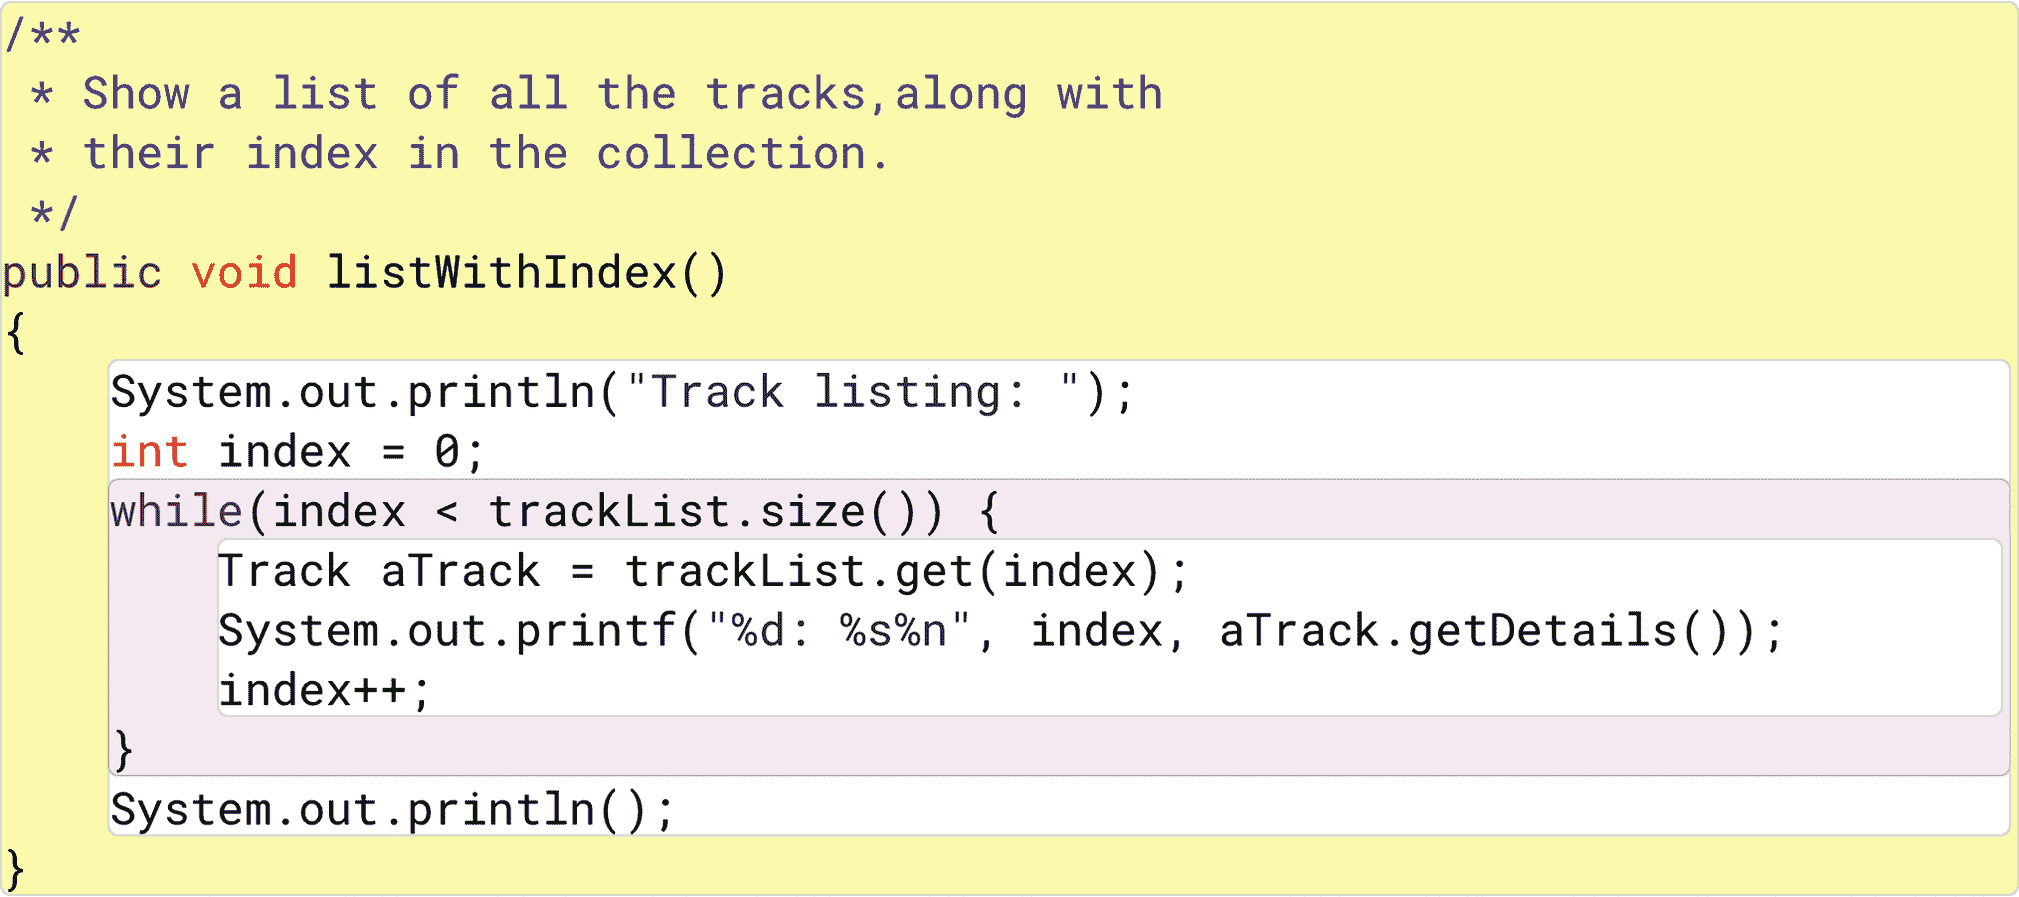 /**
 * Show a list of all the tracks,along with
 * their index in the collection.
 */
public void listWithIndex()
{
    System.out.println("Track listing: ");
    int index = 0;
    while(index < trackList.size()) {
        Track aTrack = trackList.get(index);
        System.out.printf("%d: %s%n", index, aTrack.getDetails());
        index++;
    }
    System.out.println();
}